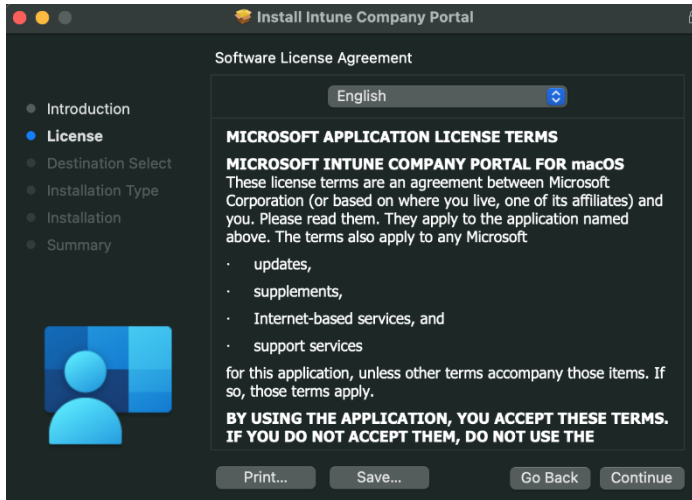 Install Intune Company Portal
Software License Agreement
English
Introduction
License
Destination Select
Installation Type
Installation
Summary
MICROSOFT APPLICATION LICENSE TERMS
MICROSOFT INTUNE COMPANY PORTAL FOR macOS
These license terms are an agreement between Microsoft
Corporation (or based on where you live, one of its affiliates) and
you. Please read them. They apply to the application named
above. The terms also apply to any Microsoft
· updates,
· supplements,
· Internet-based services, and
· support services
for this application, unless other terms accompany those items. If
so, those terms apply.
BY USING THE APPLICATION, YOU ACCEPT THESE TERMS.
IF YOU DO NOT ACCEPT THEM, DO NOT USE THE
Print... Save... Go Back Continue